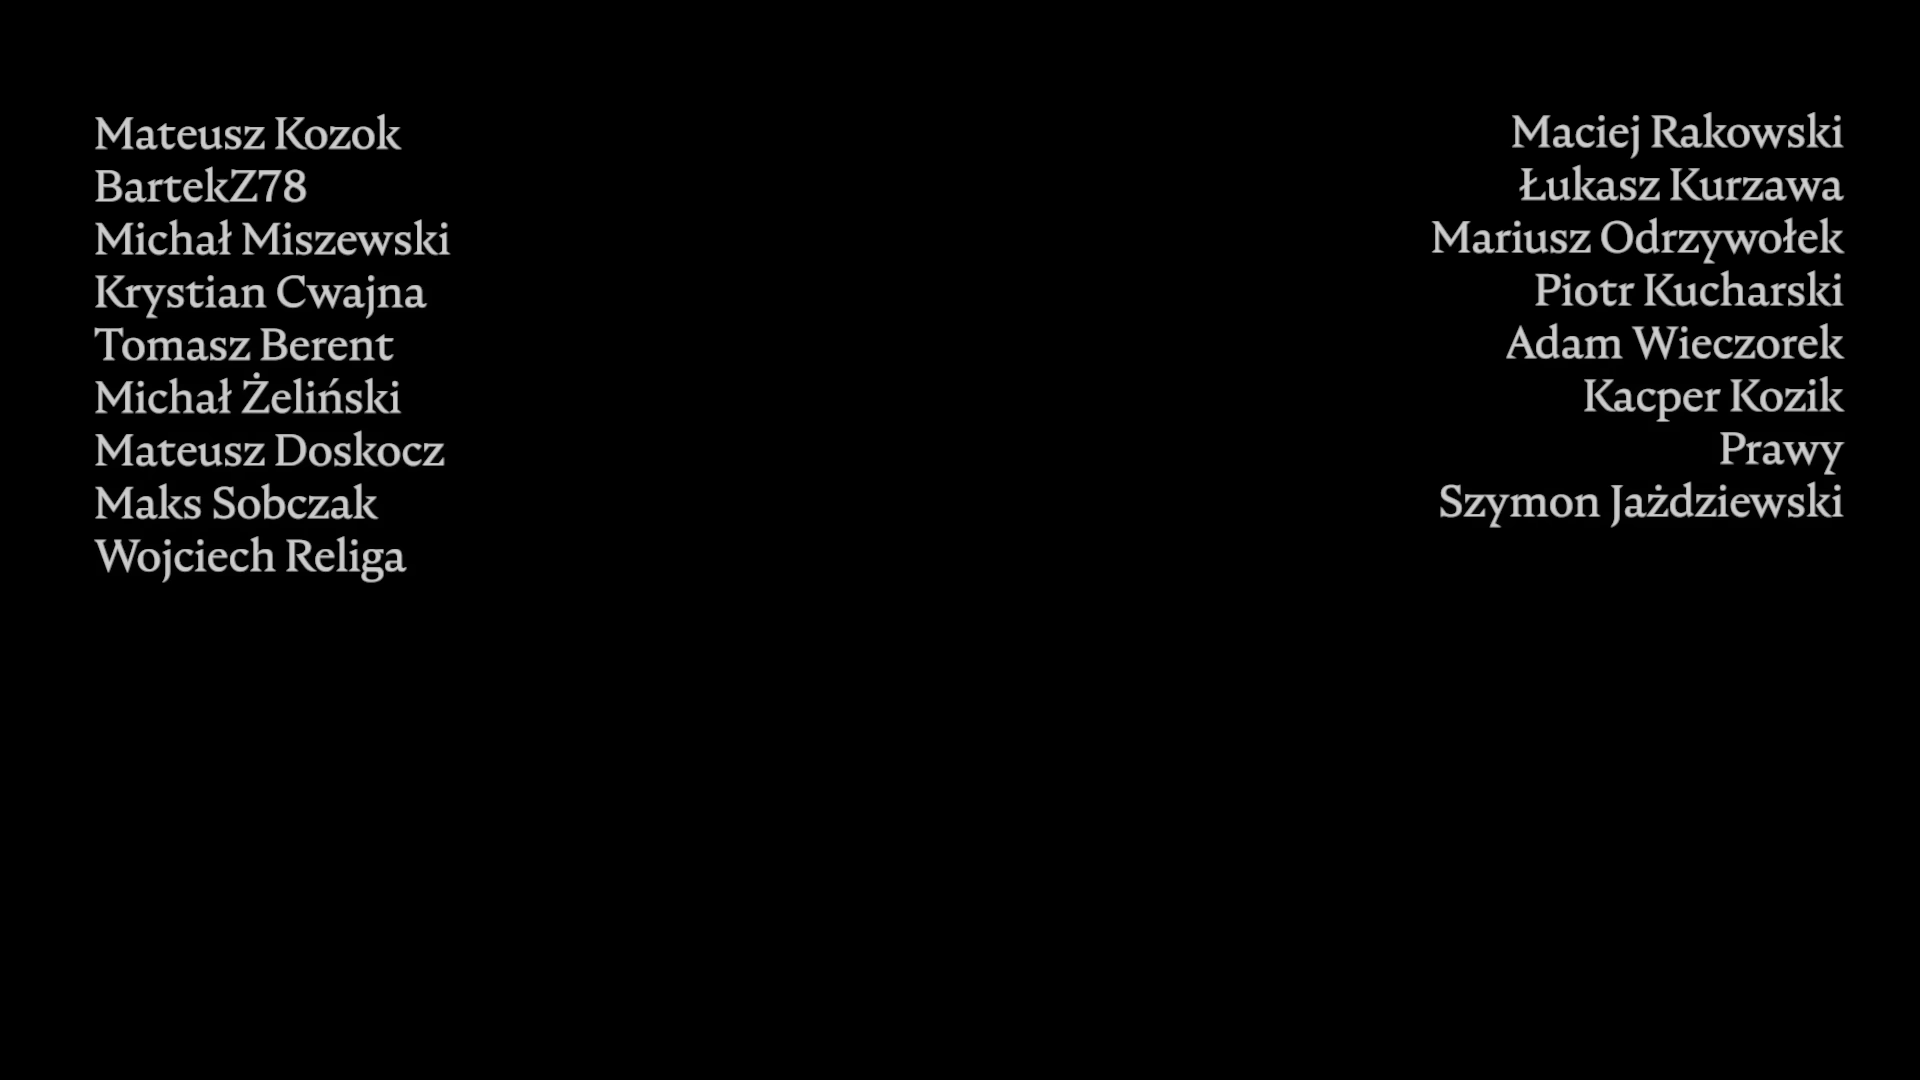 Mateusz Kozok
BartekZ78
Michał Miszewski
Krystian Cwajna
Tomasz Berent
Michał Żeliński
Mateusz Doskocz
Maks Sobczak
Wojciech Religa
Maciej Rakowski
Łukasz Kurzawa
Mariusz Odrzywołek
Piotr Kucharski
Adam Wieczorek
Kacper Kozik
Prawy
Szymon Jażdziewski